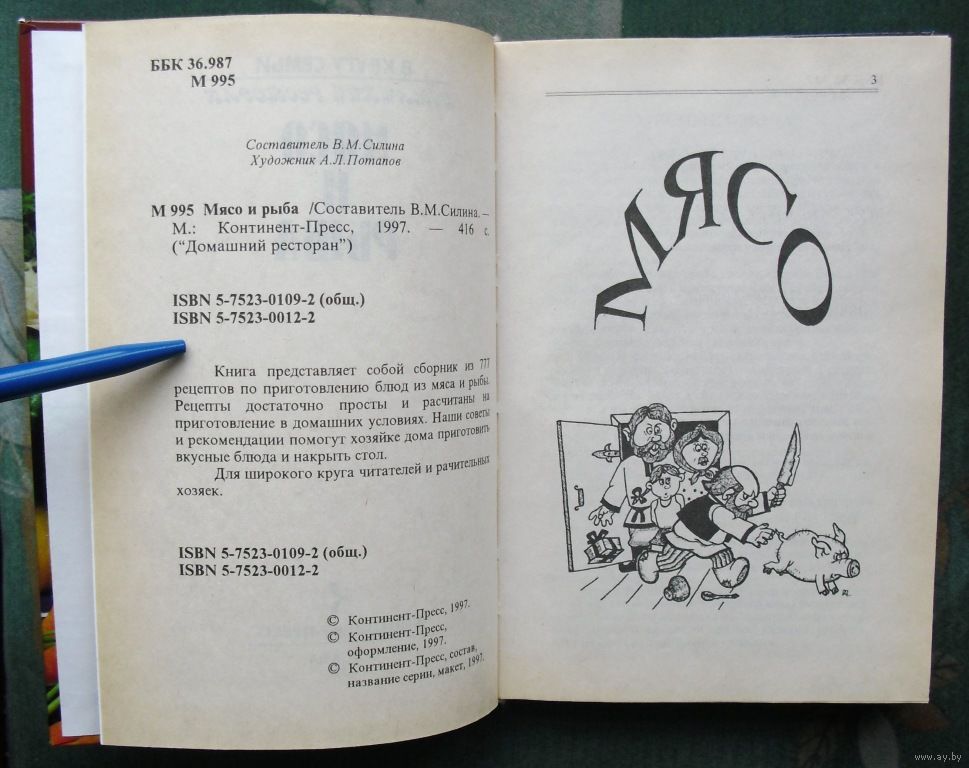 ББК 36.987
М 995
Составитель В.М.Силина
Художник А.Л.Потапов
М 995 Мясо и рыба /Составитель В.М.Силина. –
М.: Континент-Пресс, 1997. — 416 с.
(“Домашний ресторан”)
ISBN 5-7523-0109-2 (общ.)
ISBN 5-7523-0012-2
Книга представляет собой сборник из 777
рецептов по приготовлению блюд из мяса и рыбы.
Рецепты достаточно просты и расчитаны на
приготовление в домашних условиях. Наши советы
и рекомендации помогут хозяйке дома приготовить
вкусные блюда и накрыть стол.
Для широкого круга читателей и рачительных
хозяек.
ISBN 5-7523-0109-2 (общ.)
ISBN 5-7523-0012-2
© Континент-Пресс, 1997.
© Континент-Пресс,
оформление, 1997.
© Континент-Пресс, состав,
название серии, макет, 1997.
3
МЯСО
www.ay.by